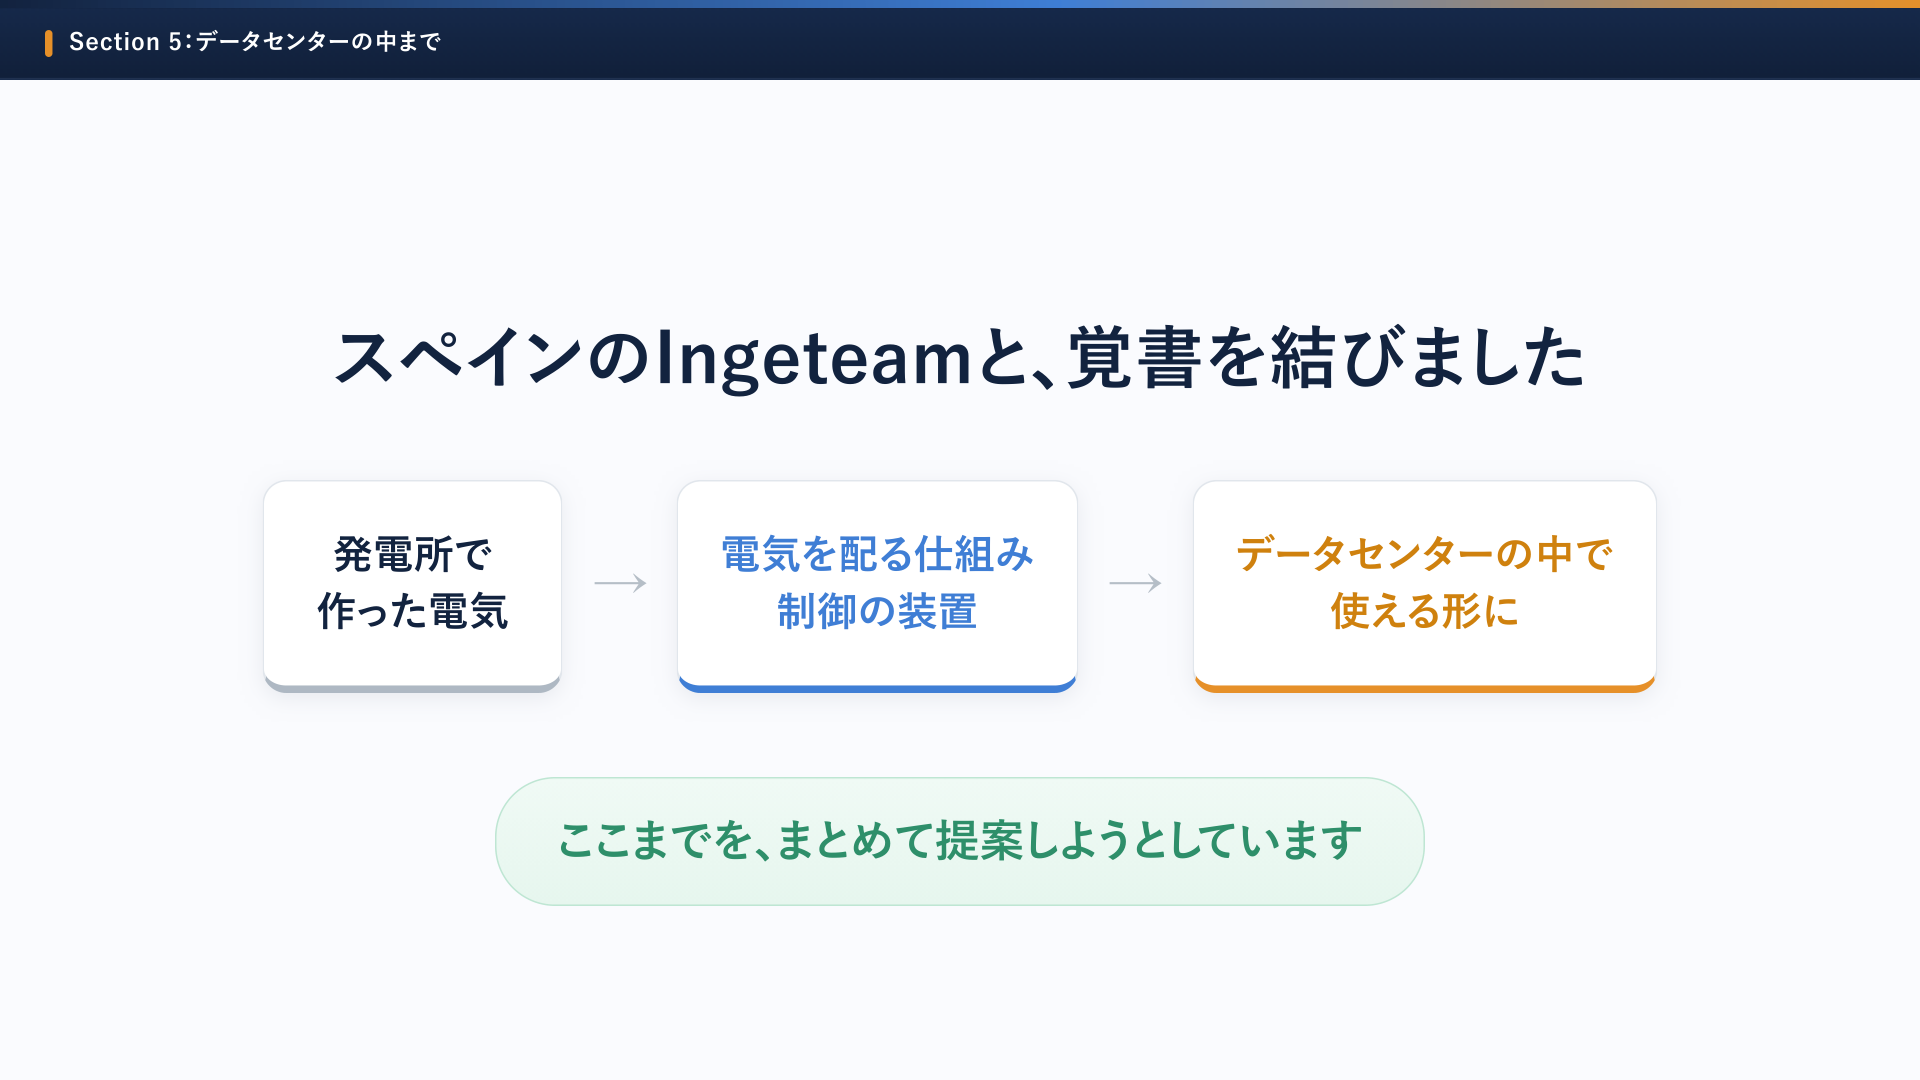 Section 5：データセンターの中まで
スペインのIngeteamと、覚書を結びました
発電所で
作った電気
→
電気を配る仕組み
制御の装置
→
データセンターの中で
使える形に
ここまでを、まとめて提案しようとしています